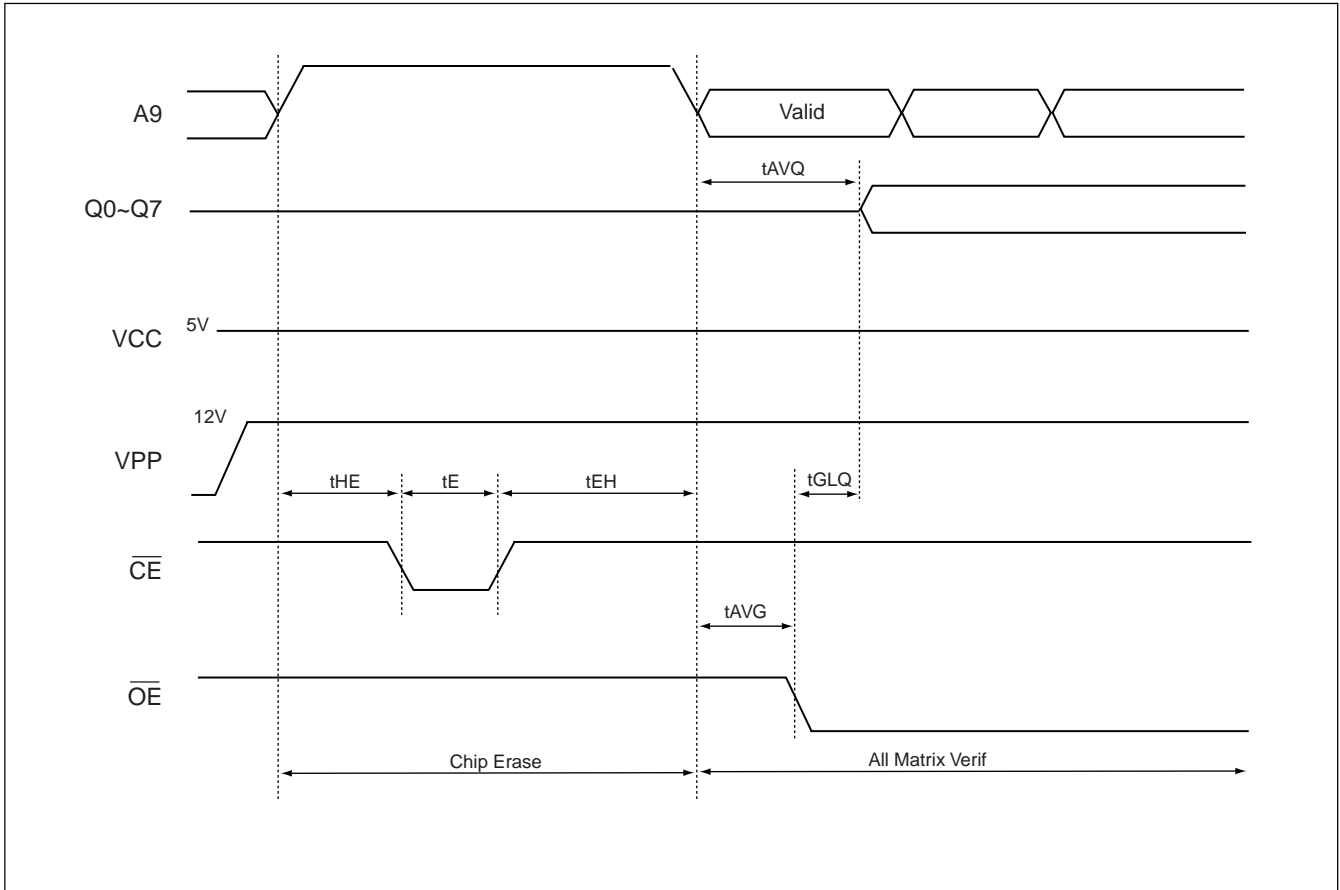 A9
Valid
tAVQ
Q0~Q7
5V
VCC
12V
VPP
tHE
tE
tEH
tGLQ
CE
tAVG
OE
Chip Erase
All Matrix Verif